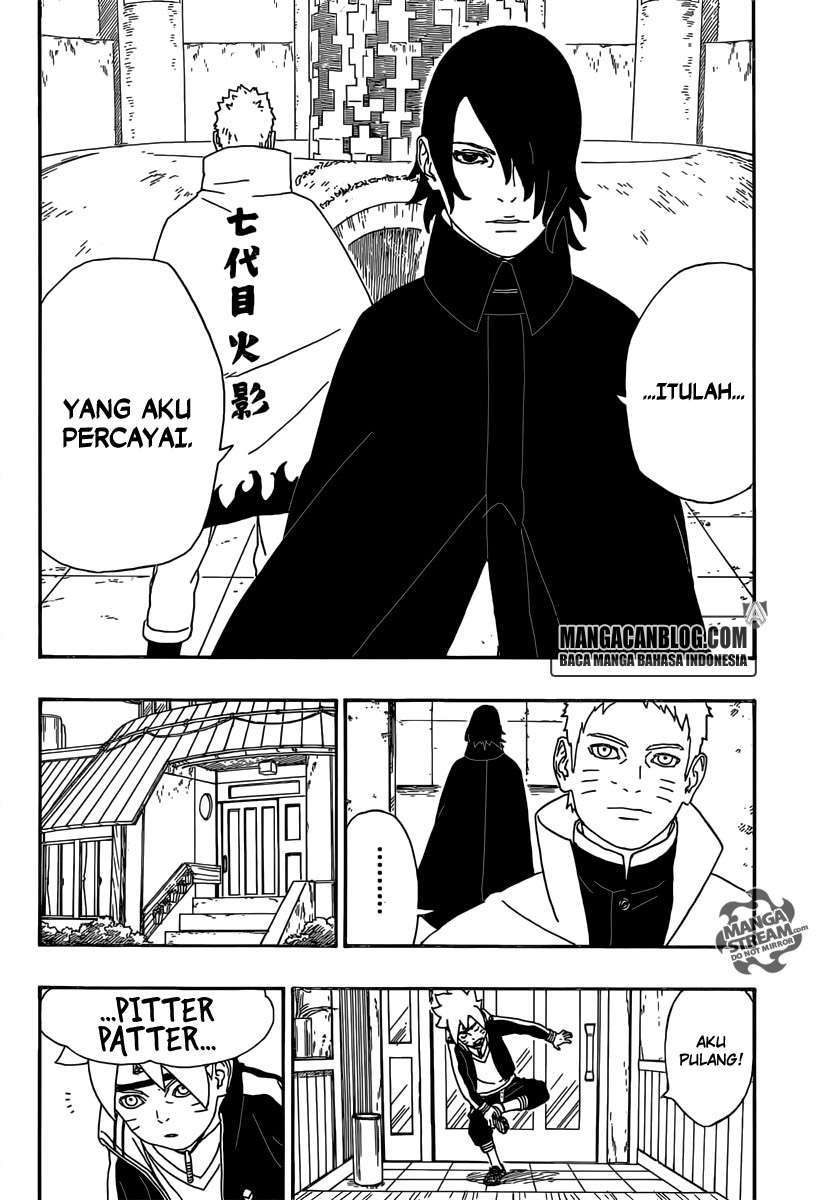 七代目火影
...ITULAH...
YANG AKU
PERCAYAI.
MANGACANBLOG.COM
BACA MANGA BAHASA INDONESIA
.........
MANGA
STREAM.com
DO NOT MIRROR
AKU
PULANG!
...PITTER
PATTER...